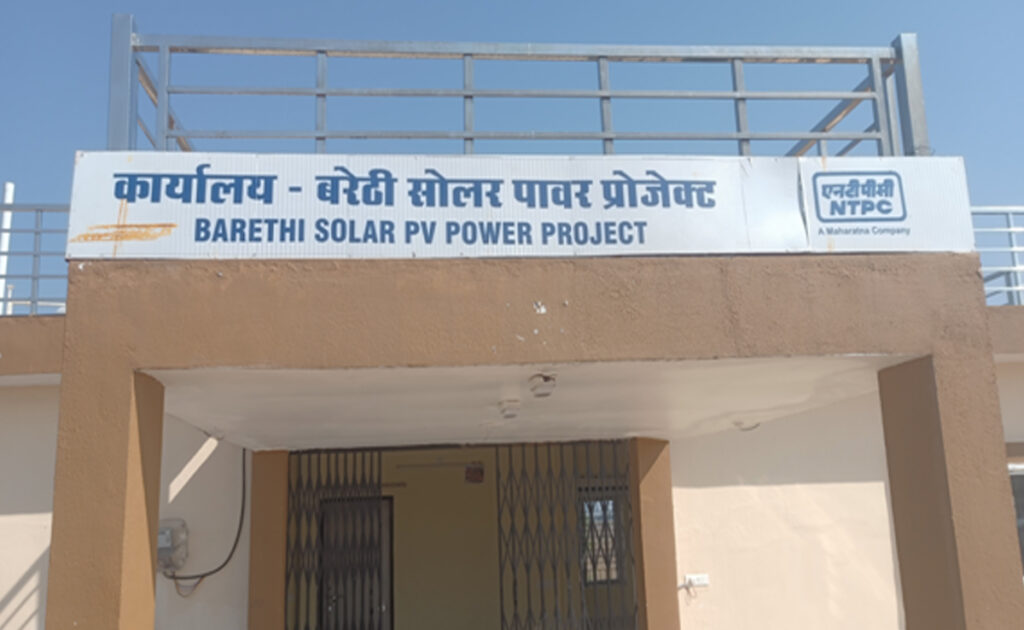 कार्यालय - बरेठी सोलर पावर प्रोजेक्ट
BARETHI SOLAR PV POWER PROJECT
एनटीपीसी
NTPC
A Maharatna Company